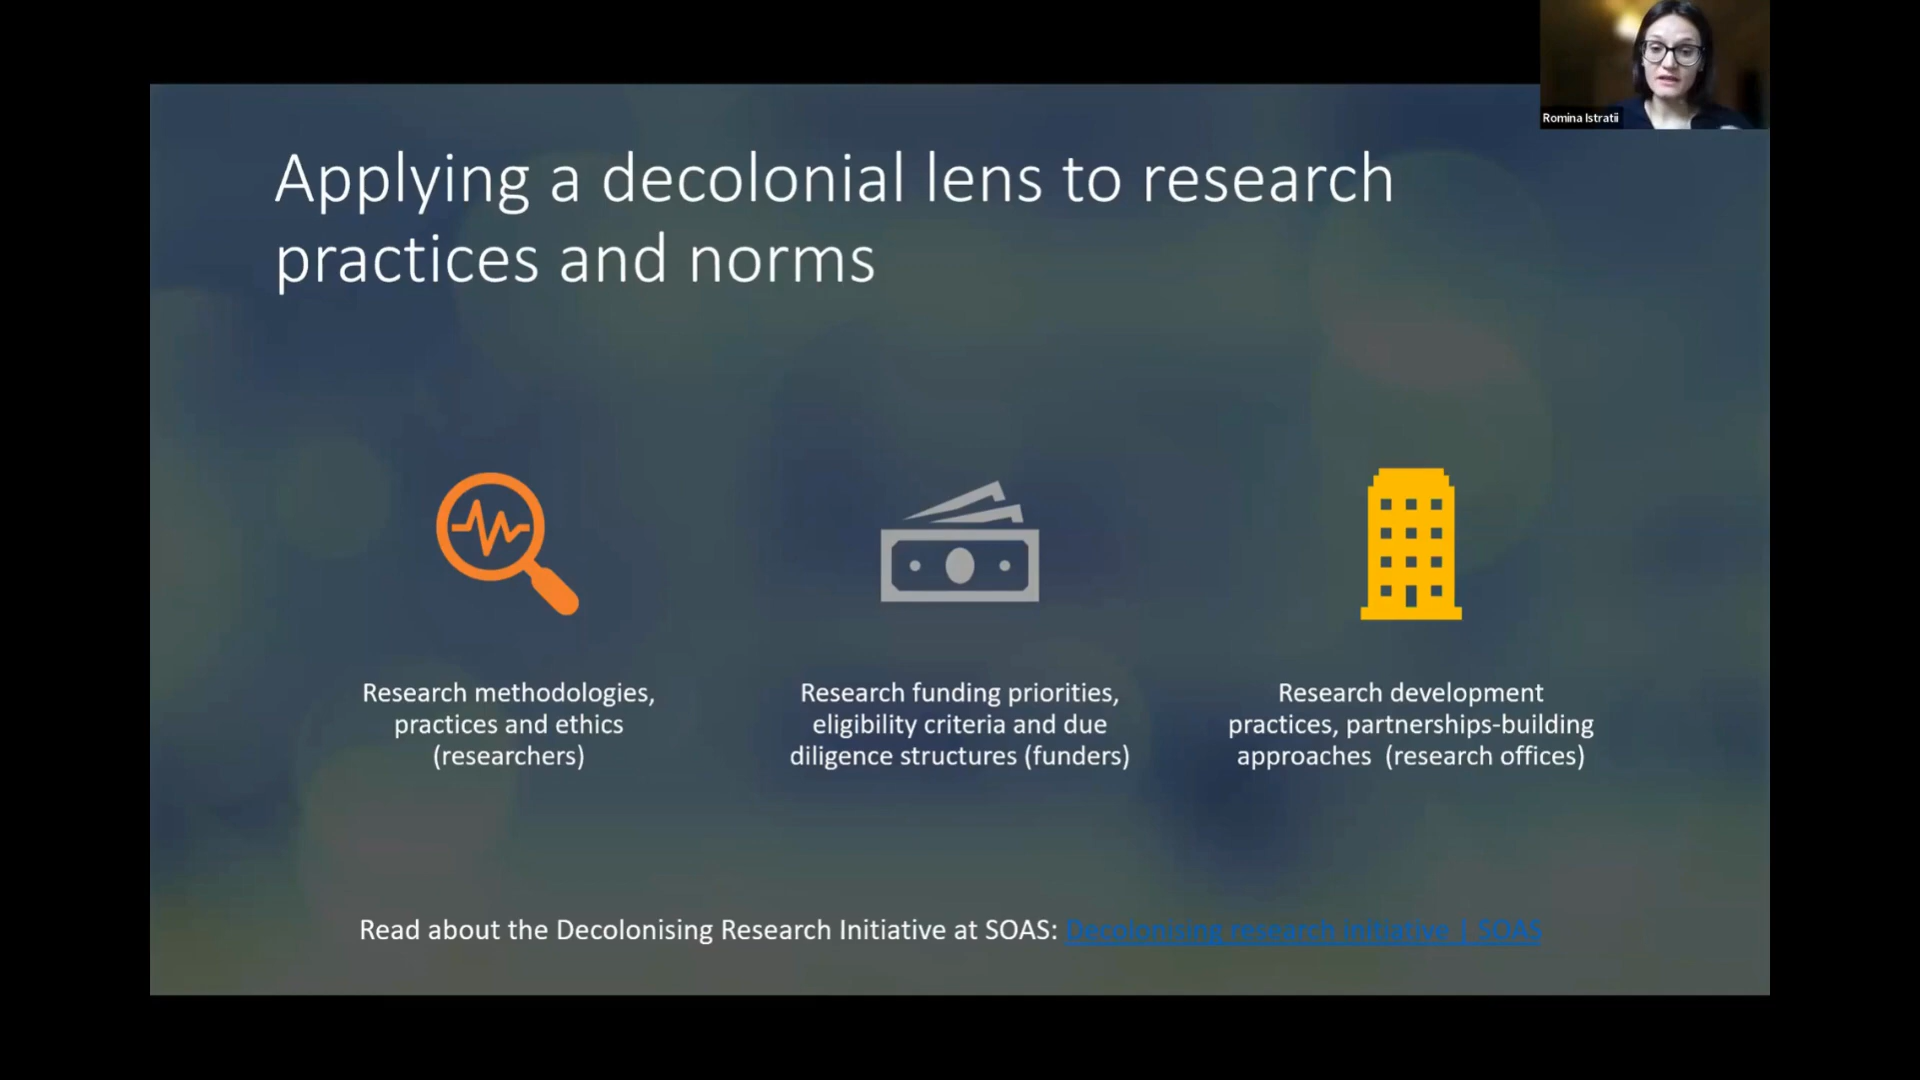 Romina Istratii
Applying a decolonial lens to research
practices and norms
Research methodologies,
practices and ethics
(researchers)
Research funding priorities,
eligibility criteria and due
diligence structures (funders)
Research development
practices, partnerships-building
approaches (research offices)
Read about the Decolonising Research Initiative at SOAS: Decolonising research initiative | SOAS